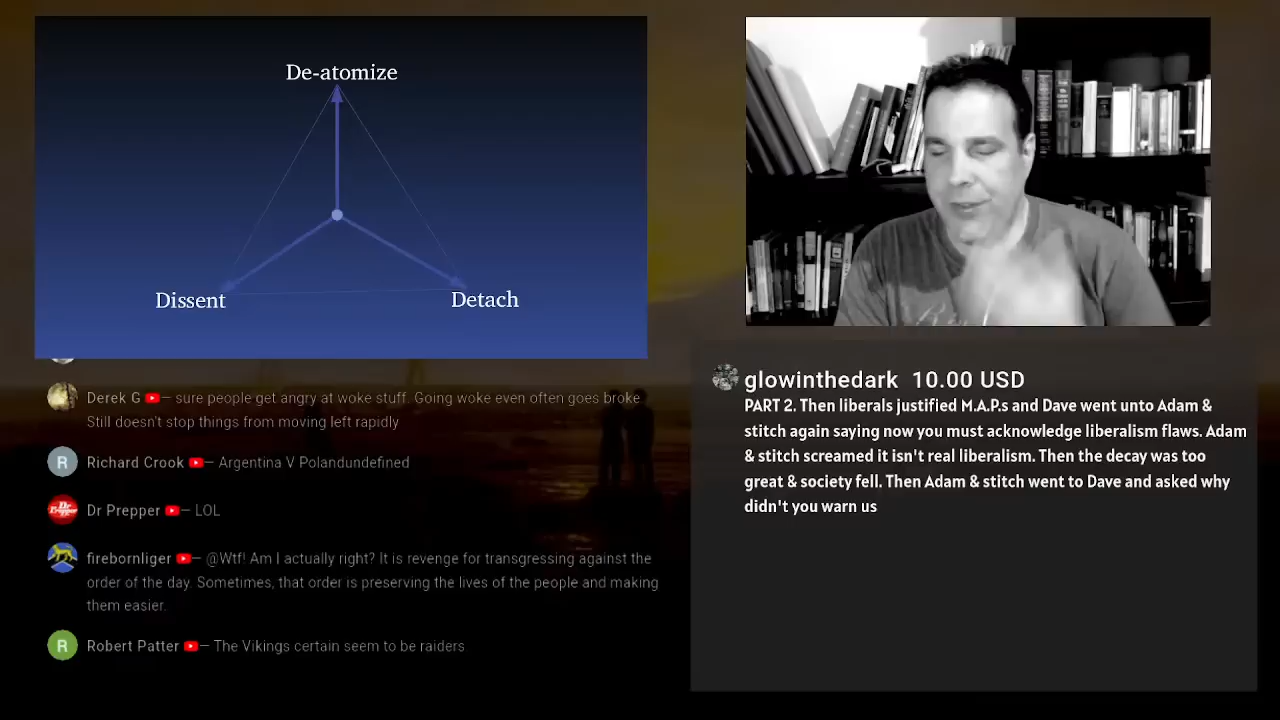 De-atomize
Dissent
Detach
Derek G — sure people get angry at woke stuff. Going woke even often goes broke
Still doesn't stop things from moving left rapidly
R Richard Crook — Argentina V Polandundefined
Dr Prepper — LOL
firebornliger — @Wtf! Am I actually right? It is revenge for transgressing against the
order of the day. Sometimes, that order is preserving the lives of the people and making
them easier.
R Robert Patter — The Vikings certain seem to be raiders
glowinthedark 10.00 USD
PART 2. Then liberals justified M.A.P.s and Dave went unto Adam &
stitch again saying now you must acknowledge liberalism flaws. Adam
& stitch screamed it isn't real liberalism. Then the decay was too
great & society fell. Then Adam & stitch went to Dave and asked why
didn't you warn us